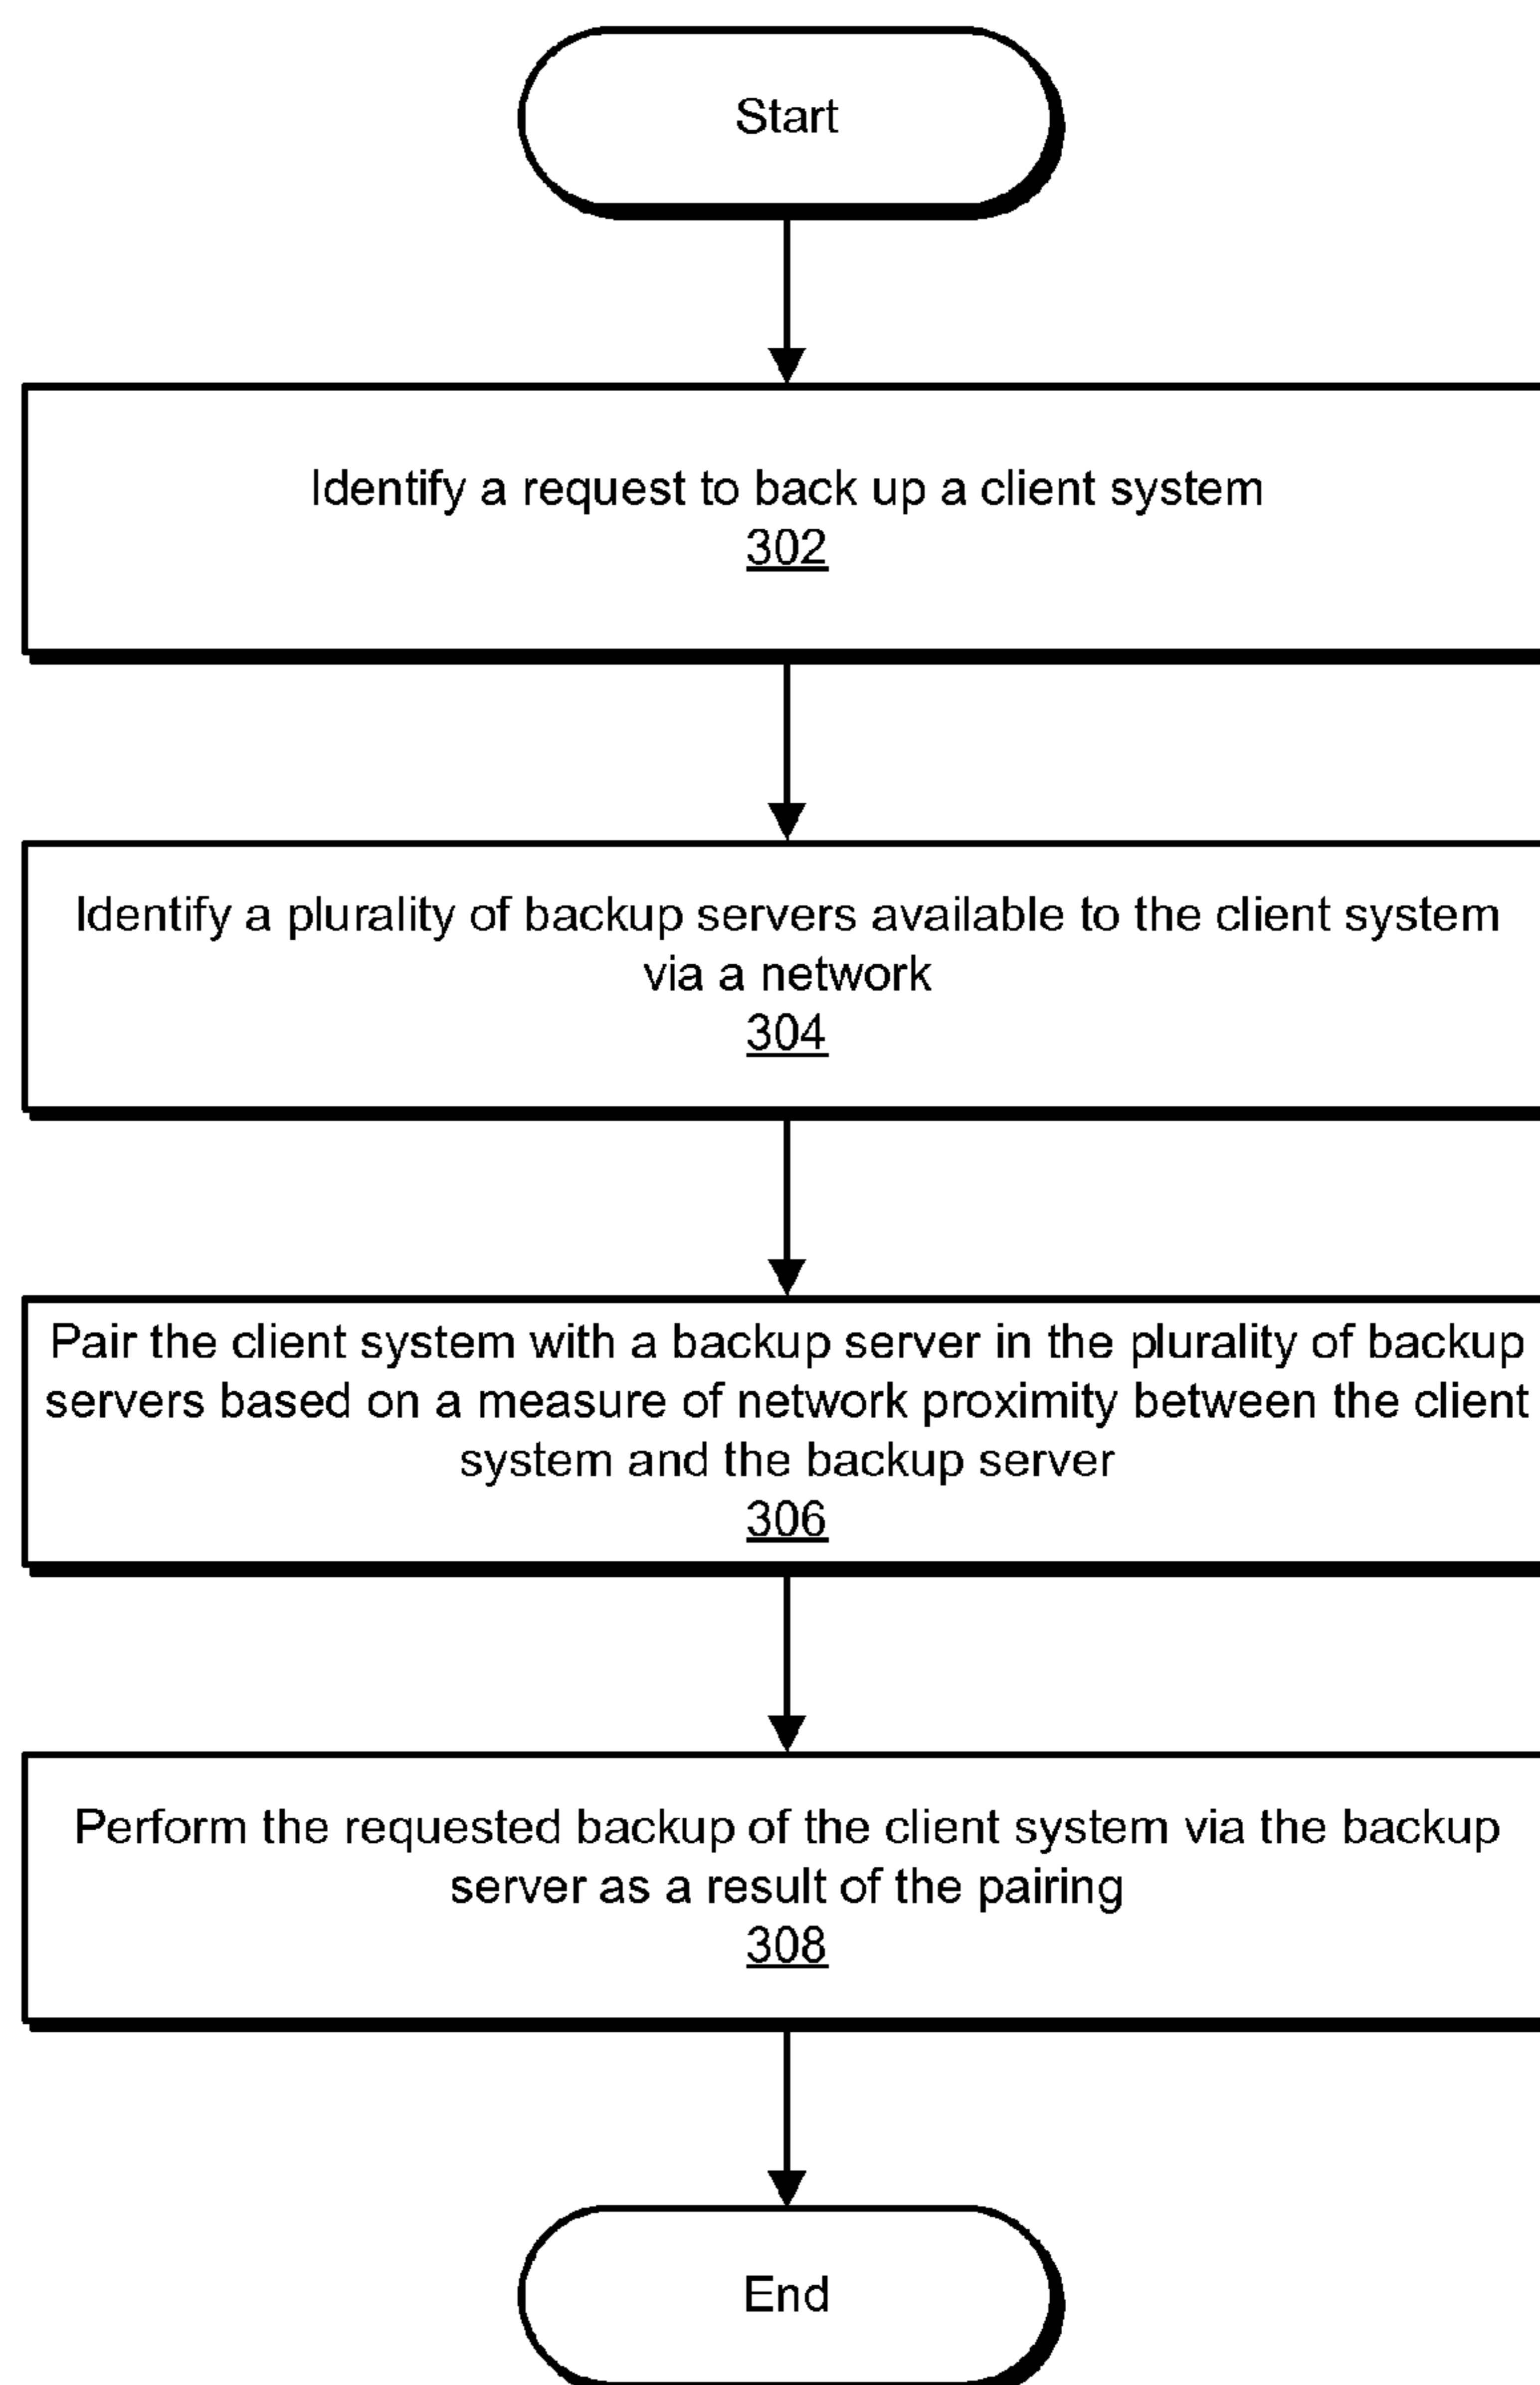 Start
Identify a request to back up a client system
302
Identify a plurality of backup servers available to the client system
via a network
304
Pair the client system with a backup server in the plurality of backup
servers based on a measure of network proximity between the client
system and the backup server
306
Perform the requested backup of the client system via the backup
server as a result of the pairing
308
End